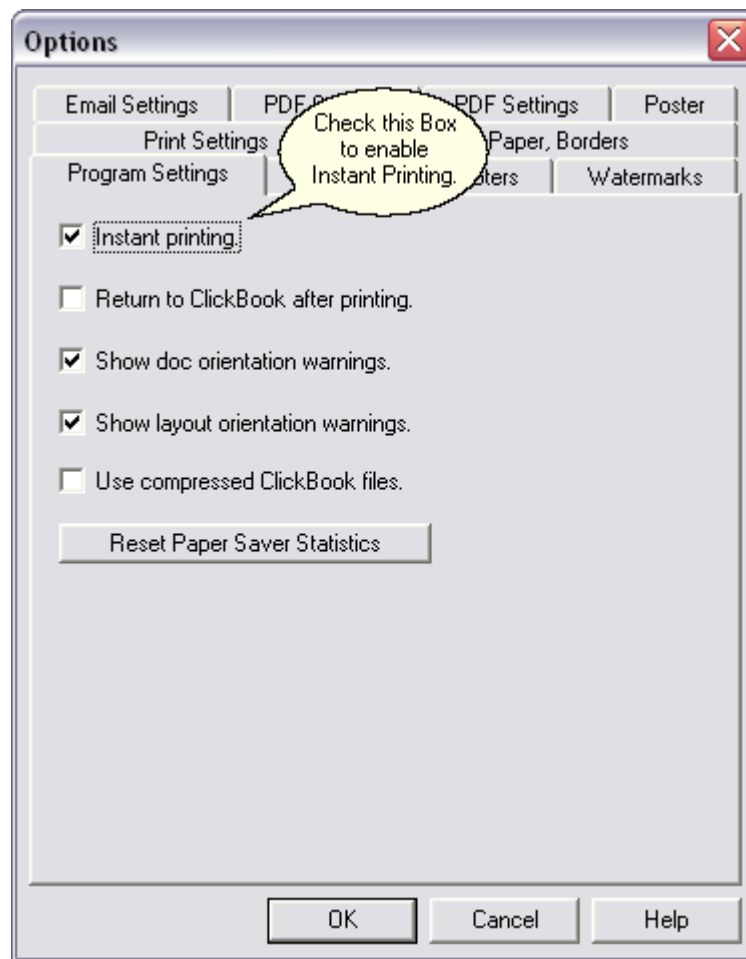 Options
Email Settings PDF PDF Settings Poster
Check this Box
to enable
Instant Printing.
Print Settings Paper, Borders
Program Settings Watermarks
Instant printing.
Return to ClickBook after printing.
Show doc orientation warnings.
Show layout orientation warnings.
Use compressed ClickBook files.
Reset Paper Saver Statistics
OK Cancel Help